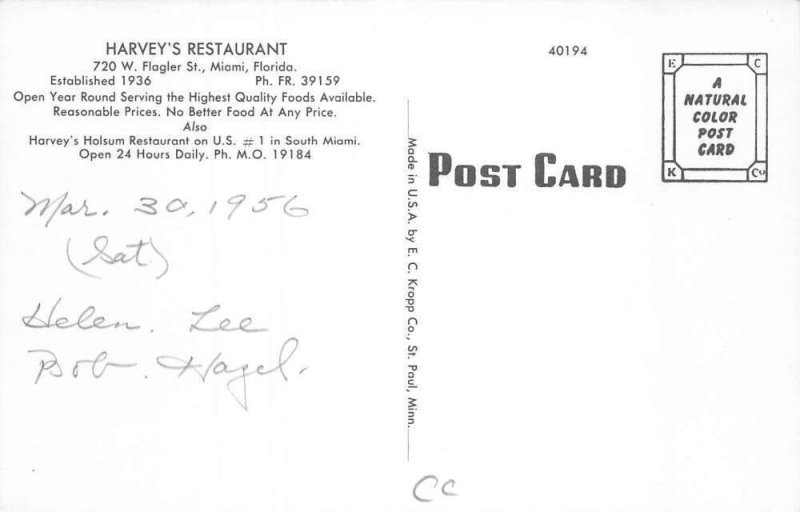 HARVEY'S RESTAURANT
720 W. Flagler St., Miami, Florida.
Established 1936 Ph. FR. 39159
Open Year Round Serving the Highest Quality Foods Available.
Reasonable Prices. No Better Food At Any Price.
Also
Harvey's Holsum Restaurant on U.S. # 1 in South Miami.
Open 24 Hours Daily. Ph. M.O. 19184
Mar. 30, 1956
(Sat)
Helen. Lee
Bob. Hazel.
Made in U.S.A. by E. C. Kropp Co., St. Paul, Minn.
POST CARD
40194
E C
A
NATURAL
COLOR
POST
CARD
K Co
CC